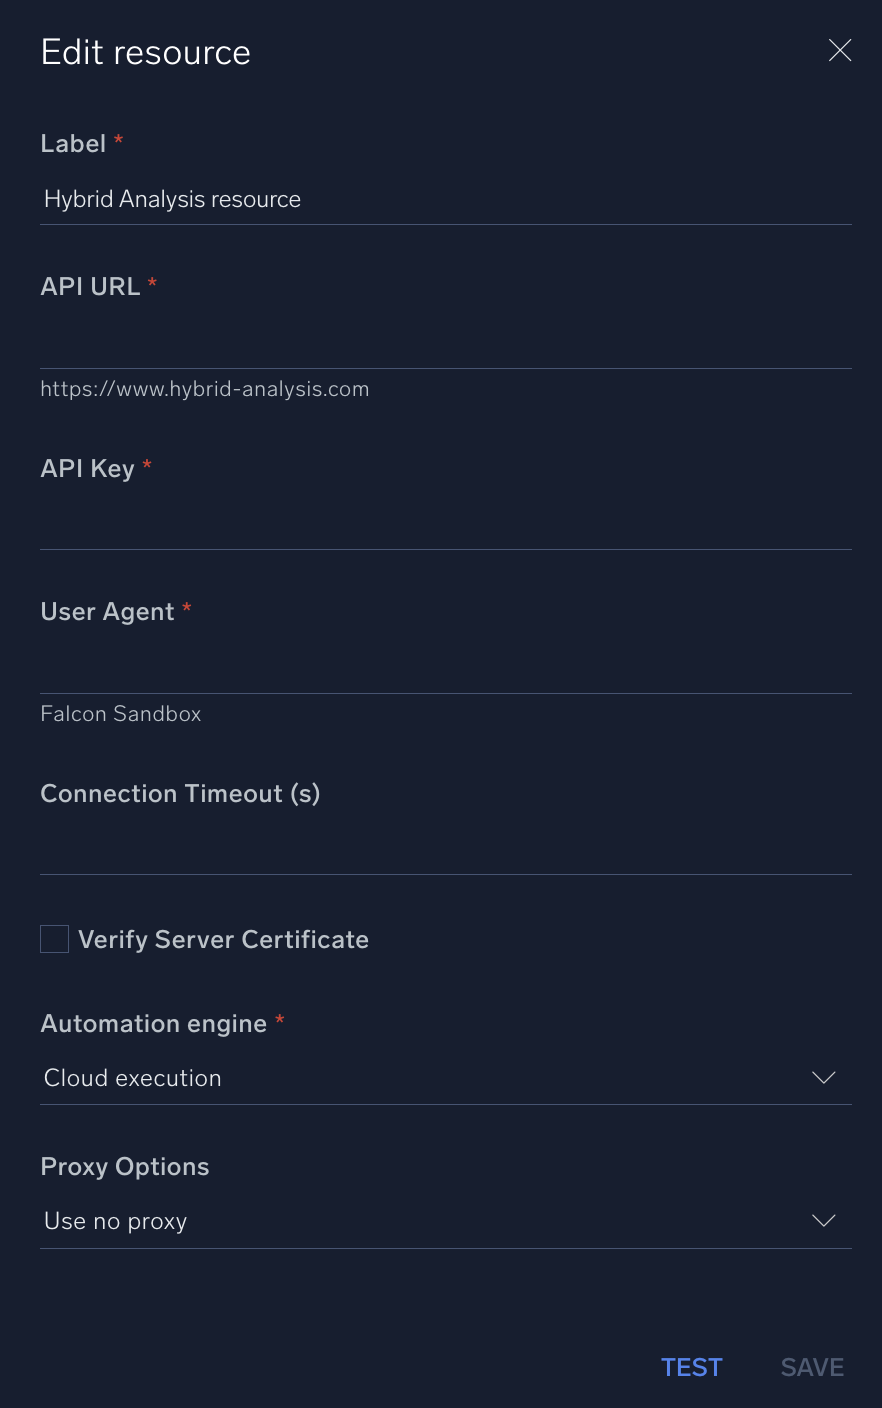 Edit resource
Label *
Hybrid Analysis resource
API URL *
https://www.hybrid-analysis.com
API Key *
User Agent *
Falcon Sandbox
Connection Timeout (s)
Verify Server Certificate
Automation engine *
Cloud execution
Proxy Options
Use no proxy
TEST SAVE